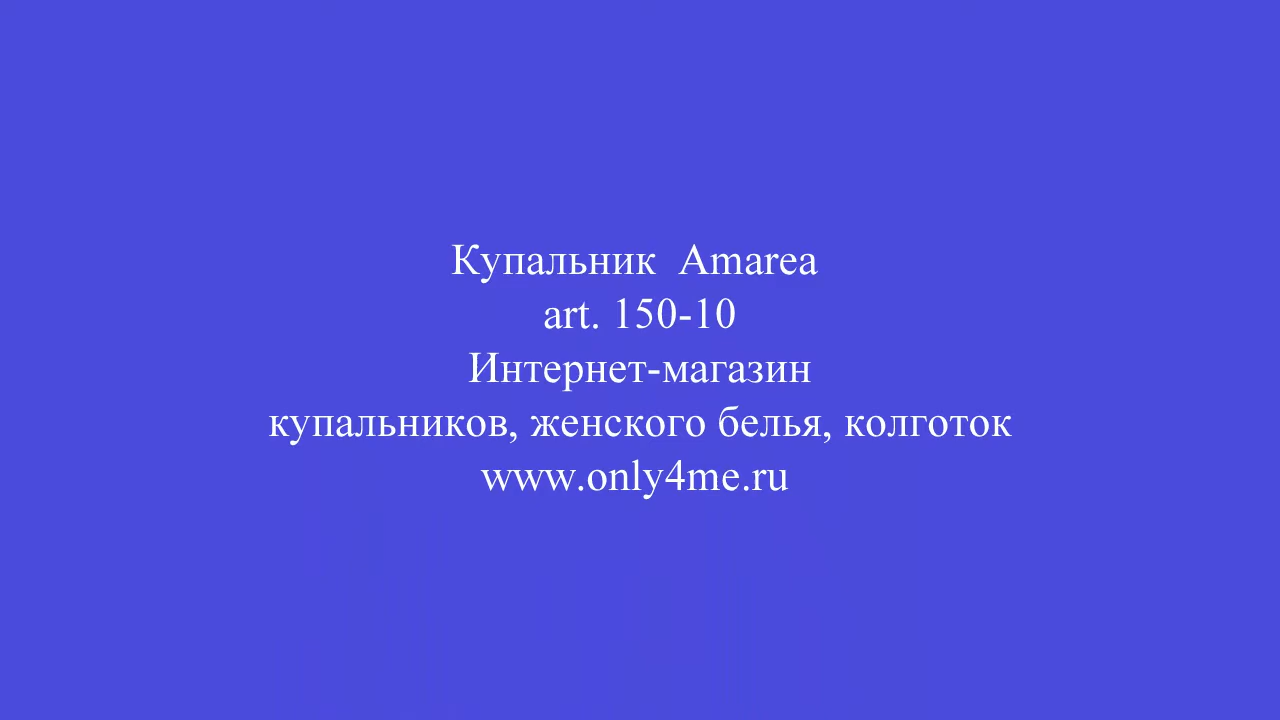 Купальник  Amarea
art. 150-10
Интернет-магазин
купальников, женского белья, колготок
www.only4me.ru